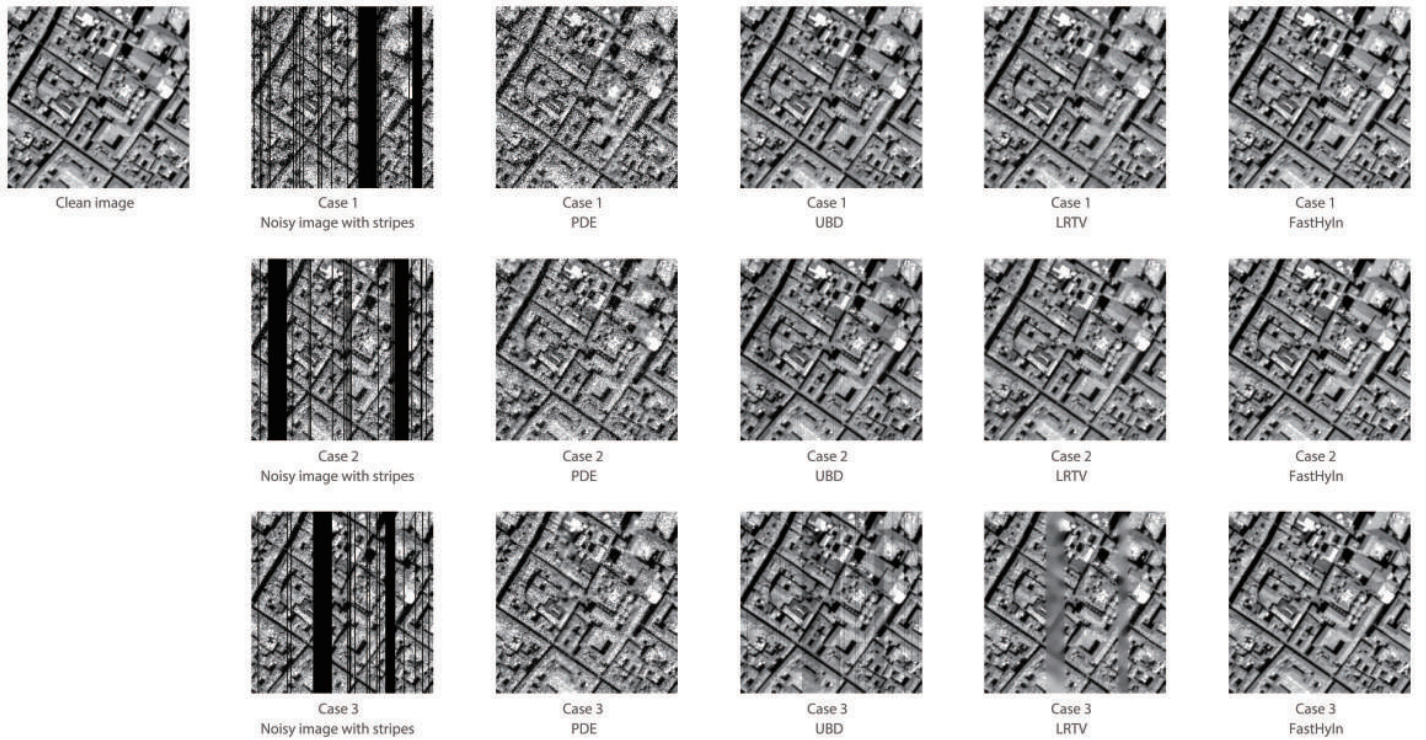 Clean image
Case 1
Noisy image with stripes
Case 1
PDE
Case 1
UBD
Case 1
LRTV
Case 1
FastHyIn
Case 2
Noisy image with stripes
Case 2
PDE
Case 2
UBD
Case 2
LRTV
Case 2
FastHyIn
Case 3
Noisy image with stripes
Case 3
PDE
Case 3
UBD
Case 3
LRTV
Case 3
FastHyIn